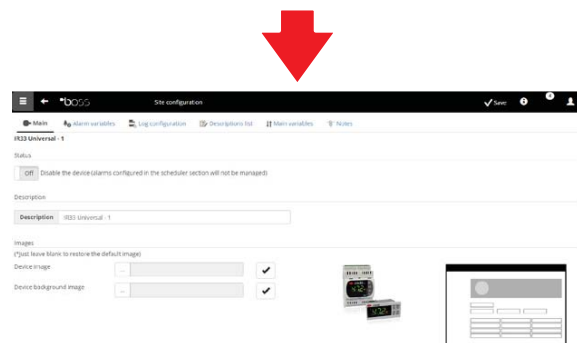 boss Site configuration Save 4
Main Alarm variables Log configuration Descriptions list Main variables Notes
IR33 Universal - 1
Status
Off Disable the device (alarms configured in the scheduler section will not be managed)
Description
Description IR33 Universal - 1
Images
(*Just leave blank to restore the default image)
Device image ...
Device background image ...